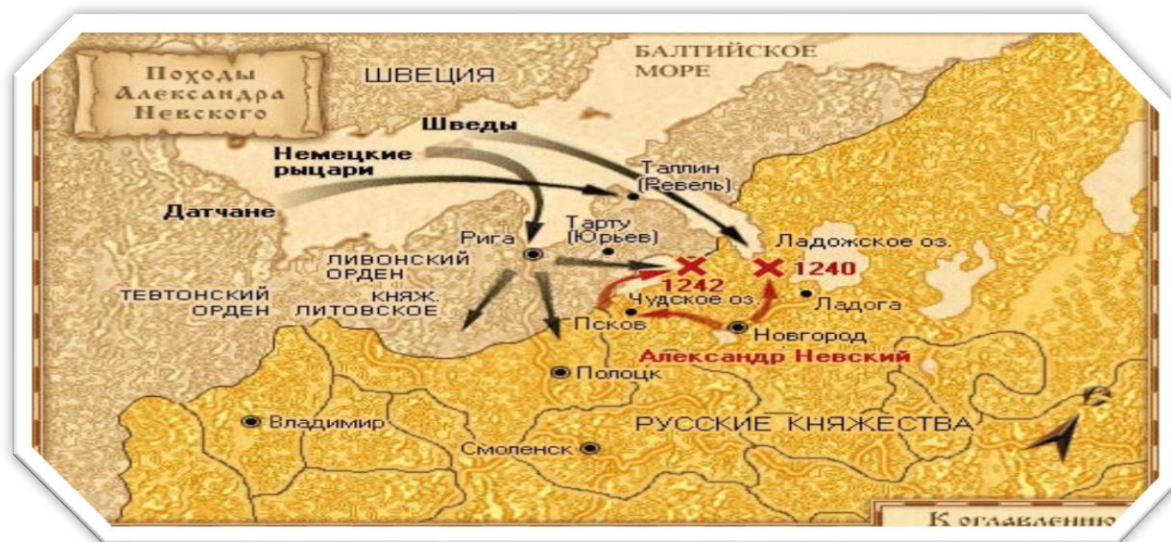 Походы
Александра
Невского
ШВЕЦИЯ
БАЛТИЙСКОЕ
МОРЕ
Шведы
Немецкие
рыцари
Датчане
Таллин
(Ревель)
Тарту
(Юрьев)
Рига
Ладожское оз.
ЛИВОНСКИЙ
ОРДЕН
1240
1242
ТЕВТОНСКИЙ
ОРДЕН
КНЯЖ.
ЛИТОВСКОЕ
Чудское оз.
Ладога
Псков
Новгород
Александр Невский
Полоцк
Владимир
РУССКИЕ КНЯЖЕСТВА
Смоленск
С
К оглавлению